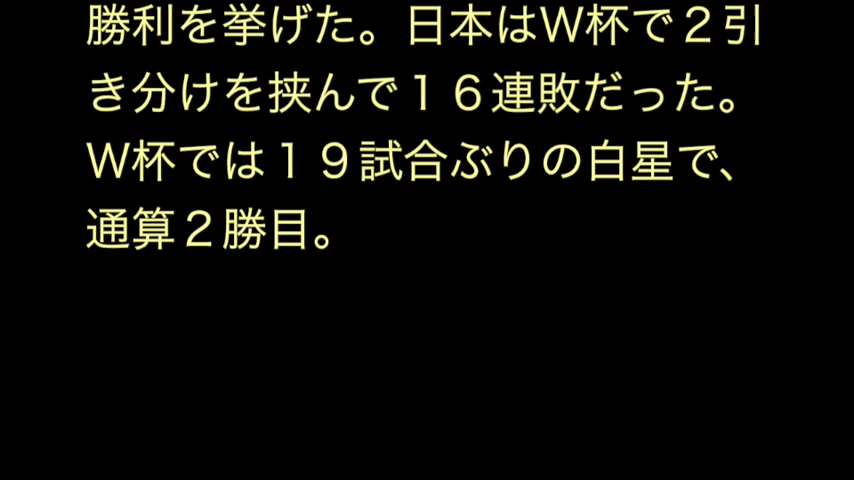 勝利を挙げた。日本はＷ杯で２引
き分けを挟んで１６連敗だった。
Ｗ杯では１９試合ぶりの白星で、
通算２勝目。